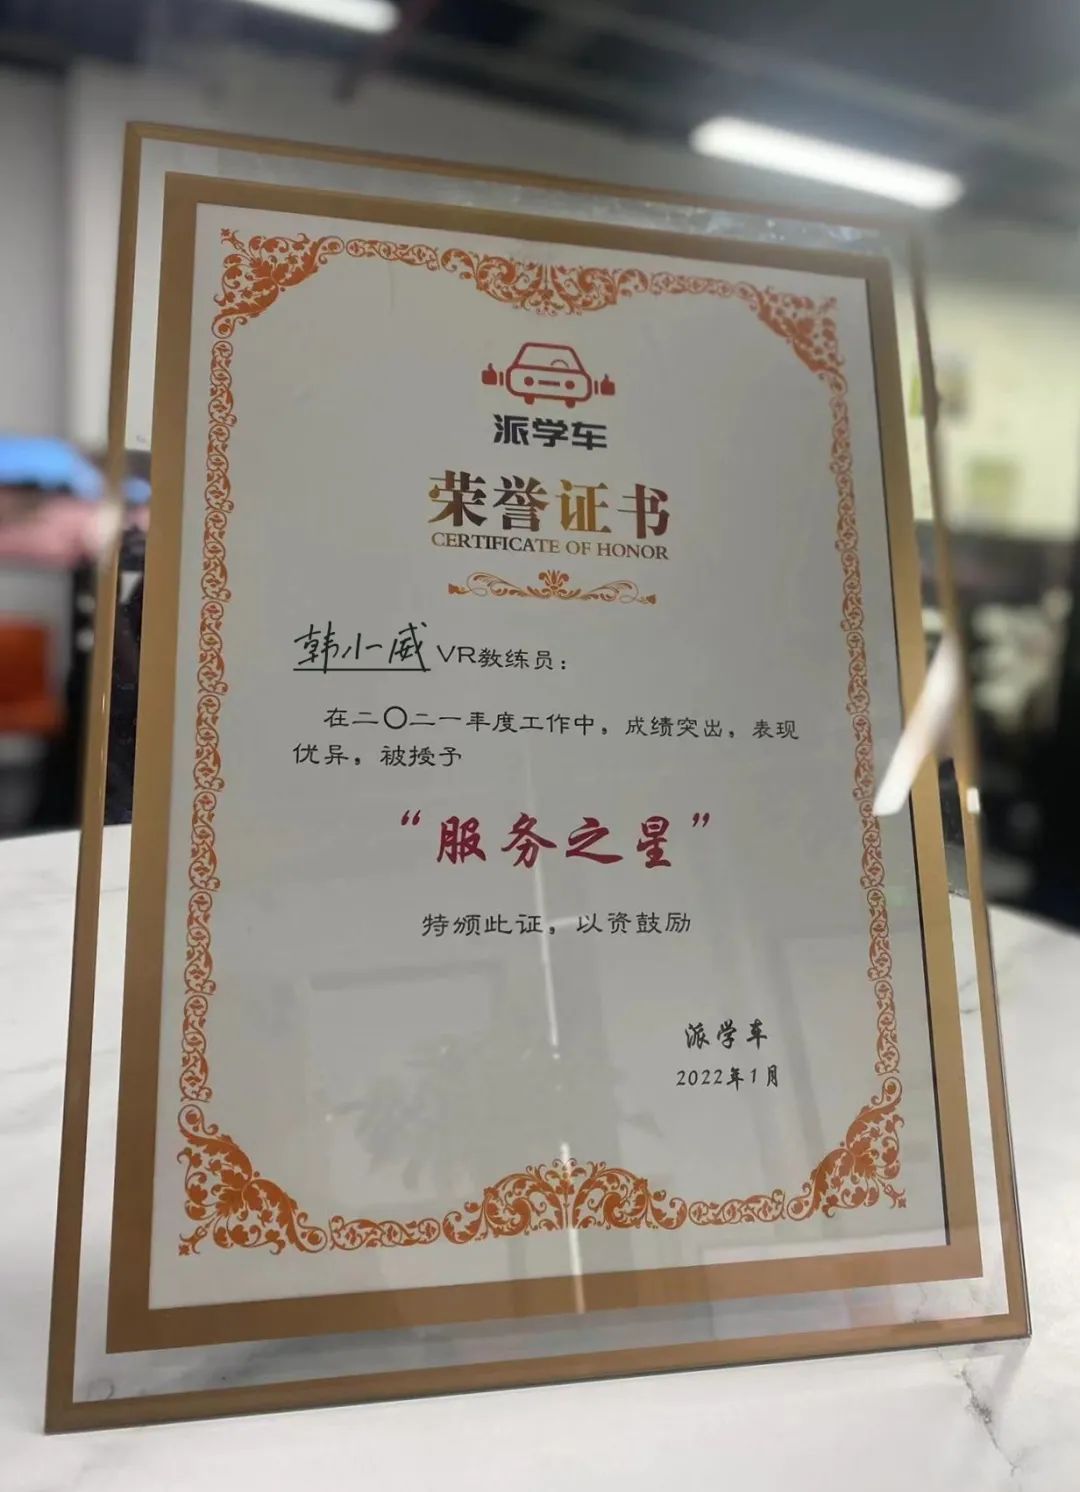 派学车
荣誉证书
CERTIFICATE OF HONOR
韩小威 VR教练员：
在二〇二一年度工作中，成绩突出，表现
优异，被授予
“服务之星”
特颁此证，以资鼓励
派学车
2022年1月